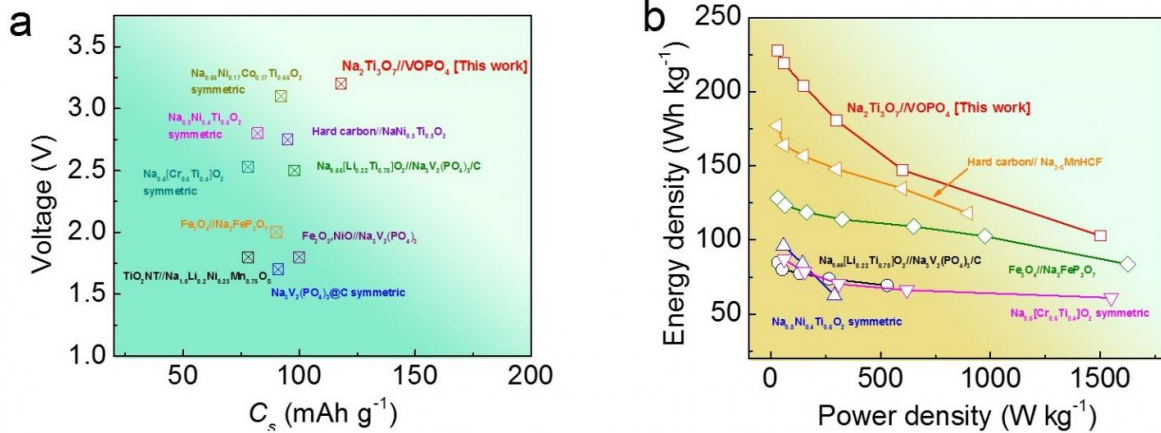 a
Voltage (V)
3.5
3.0
2.5
2.0
1.5
1.0
Na2Ti3O7//VOPO4 [This work]
Na0.66Ni0.17Co0.17Ti0.66O2
symmetric
Na0.8Ni0.4Ti0.6O2
symmetric
Hard carbon//NaNi0.5Ti0.5O2
Na0.6[Cr0.6Ti0.4]O2
symmetric
Na0.66[Li0.22Ti0.78]O2//Na3V2(PO4)3/C
Fe3O4//Na2FeP2O7
Fe2O3,NiO//Na3V2(PO4)3
TiO2NT//Na1.0Li0.2Ni0.25Mn0.75O5
Na3V2(PO4)3@C symmetric
50
100
150
200
Cs (mAh g-1)
b
Energy density (Wh kg-1)
250
200
150
100
50
Na2Ti3O7//VOPO4 [This work]
Hard carbon// Na2-δMnHCF
Na0.66[Li0.22Ti0.78]O2//Na3V2(PO4)3/C
Fe3O4//Na2FeP2O7
Na0.8Ni0.4Ti0.6O2 symmetric
Na0.6[Cr0.6Ti0.4]O2 symmetric
0
500
1000
1500
Power density (W kg-1)